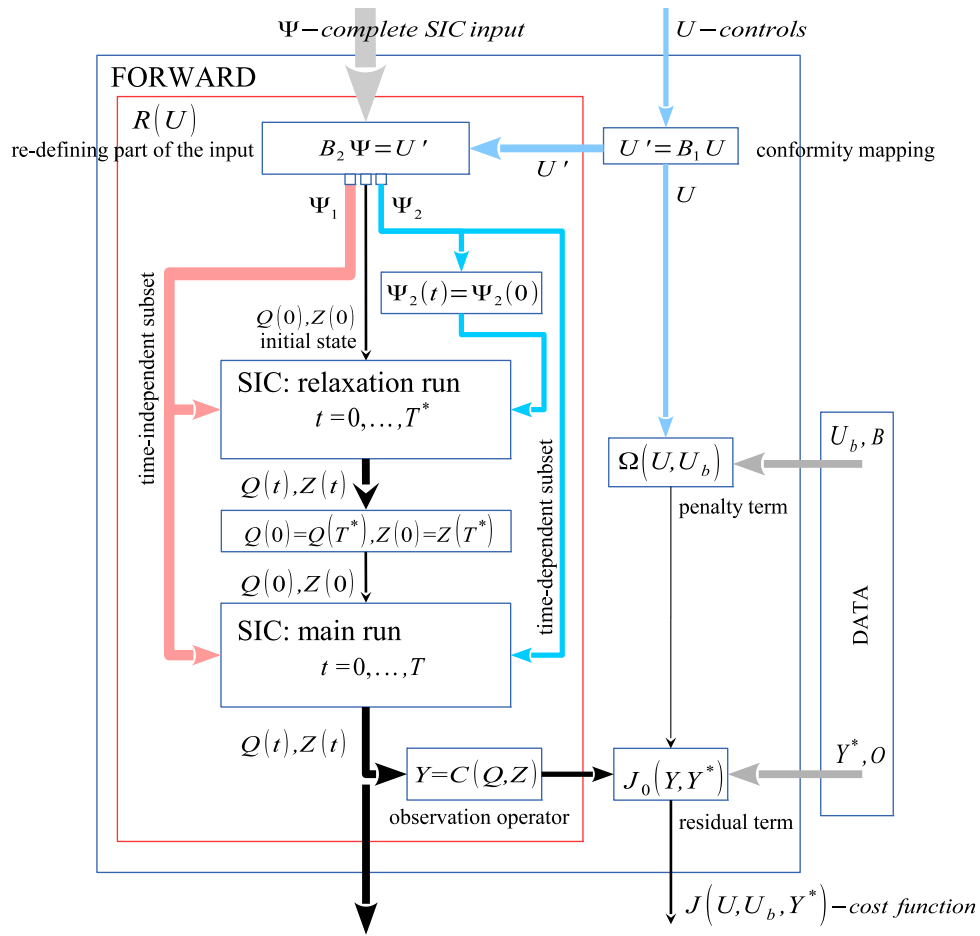 Ψ – complete SIC input
U – controls
FORWARD
R(U)
re-defining part of the input
B₂Ψ=U'
U'
U'=B₁U
conformity mapping
U
Ψ₁
Ψ₂
Ψ₂(t)=Ψ₂(0)
time-independent subset
Q(0),Z(0)
initial state
SIC: relaxation run
t=0,...,T*
time-dependent subset
Q(t),Z(t)
Q(0)=Q(T*),Z(0)=Z(T*)
Q(0),Z(0)
SIC: main run
t=0,...,T
Q(t),Z(t)
Y=C(Q,Z)
observation operator
Ω(U,U_b)
penalty term
U_b,B
DATA
Y*,O
J₀(Y,Y*)
residual term
J(U,U_b,Y*) – cost function